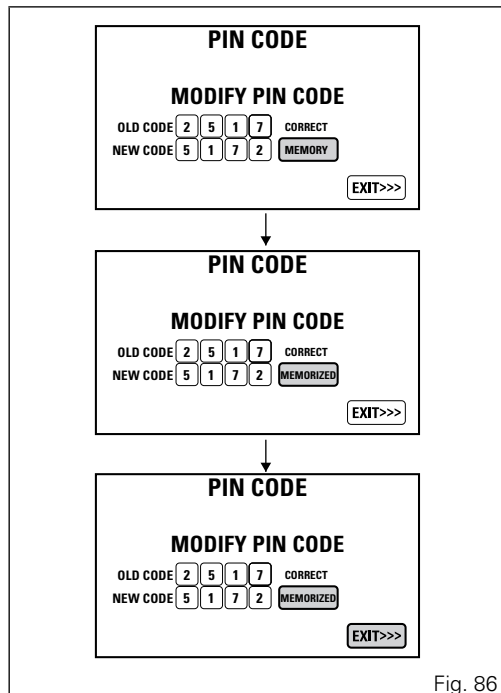 PIN CODE
MODIFY PIN CODE
OLD CODE 2 5 1 7 CORRECT
NEW CODE 5 1 7 2 MEMORY
EXIT>>>
PIN CODE
MODIFY PIN CODE
OLD CODE 2 5 1 7 CORRECT
NEW CODE 5 1 7 2 MEMORIZED
EXIT>>>
PIN CODE
MODIFY PIN CODE
OLD CODE 2 5 1 7 CORRECT
NEW CODE 5 1 7 2 MEMORIZED
EXIT>>>
Fig. 86